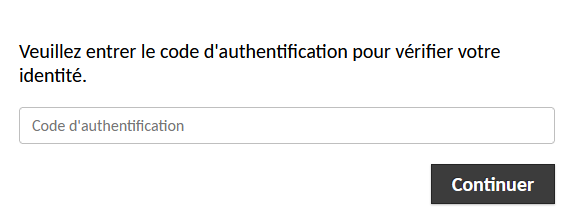 Veuillez entrer le code d'authentification pour vérifier votre
identité.
Code d'authentification
Continuer